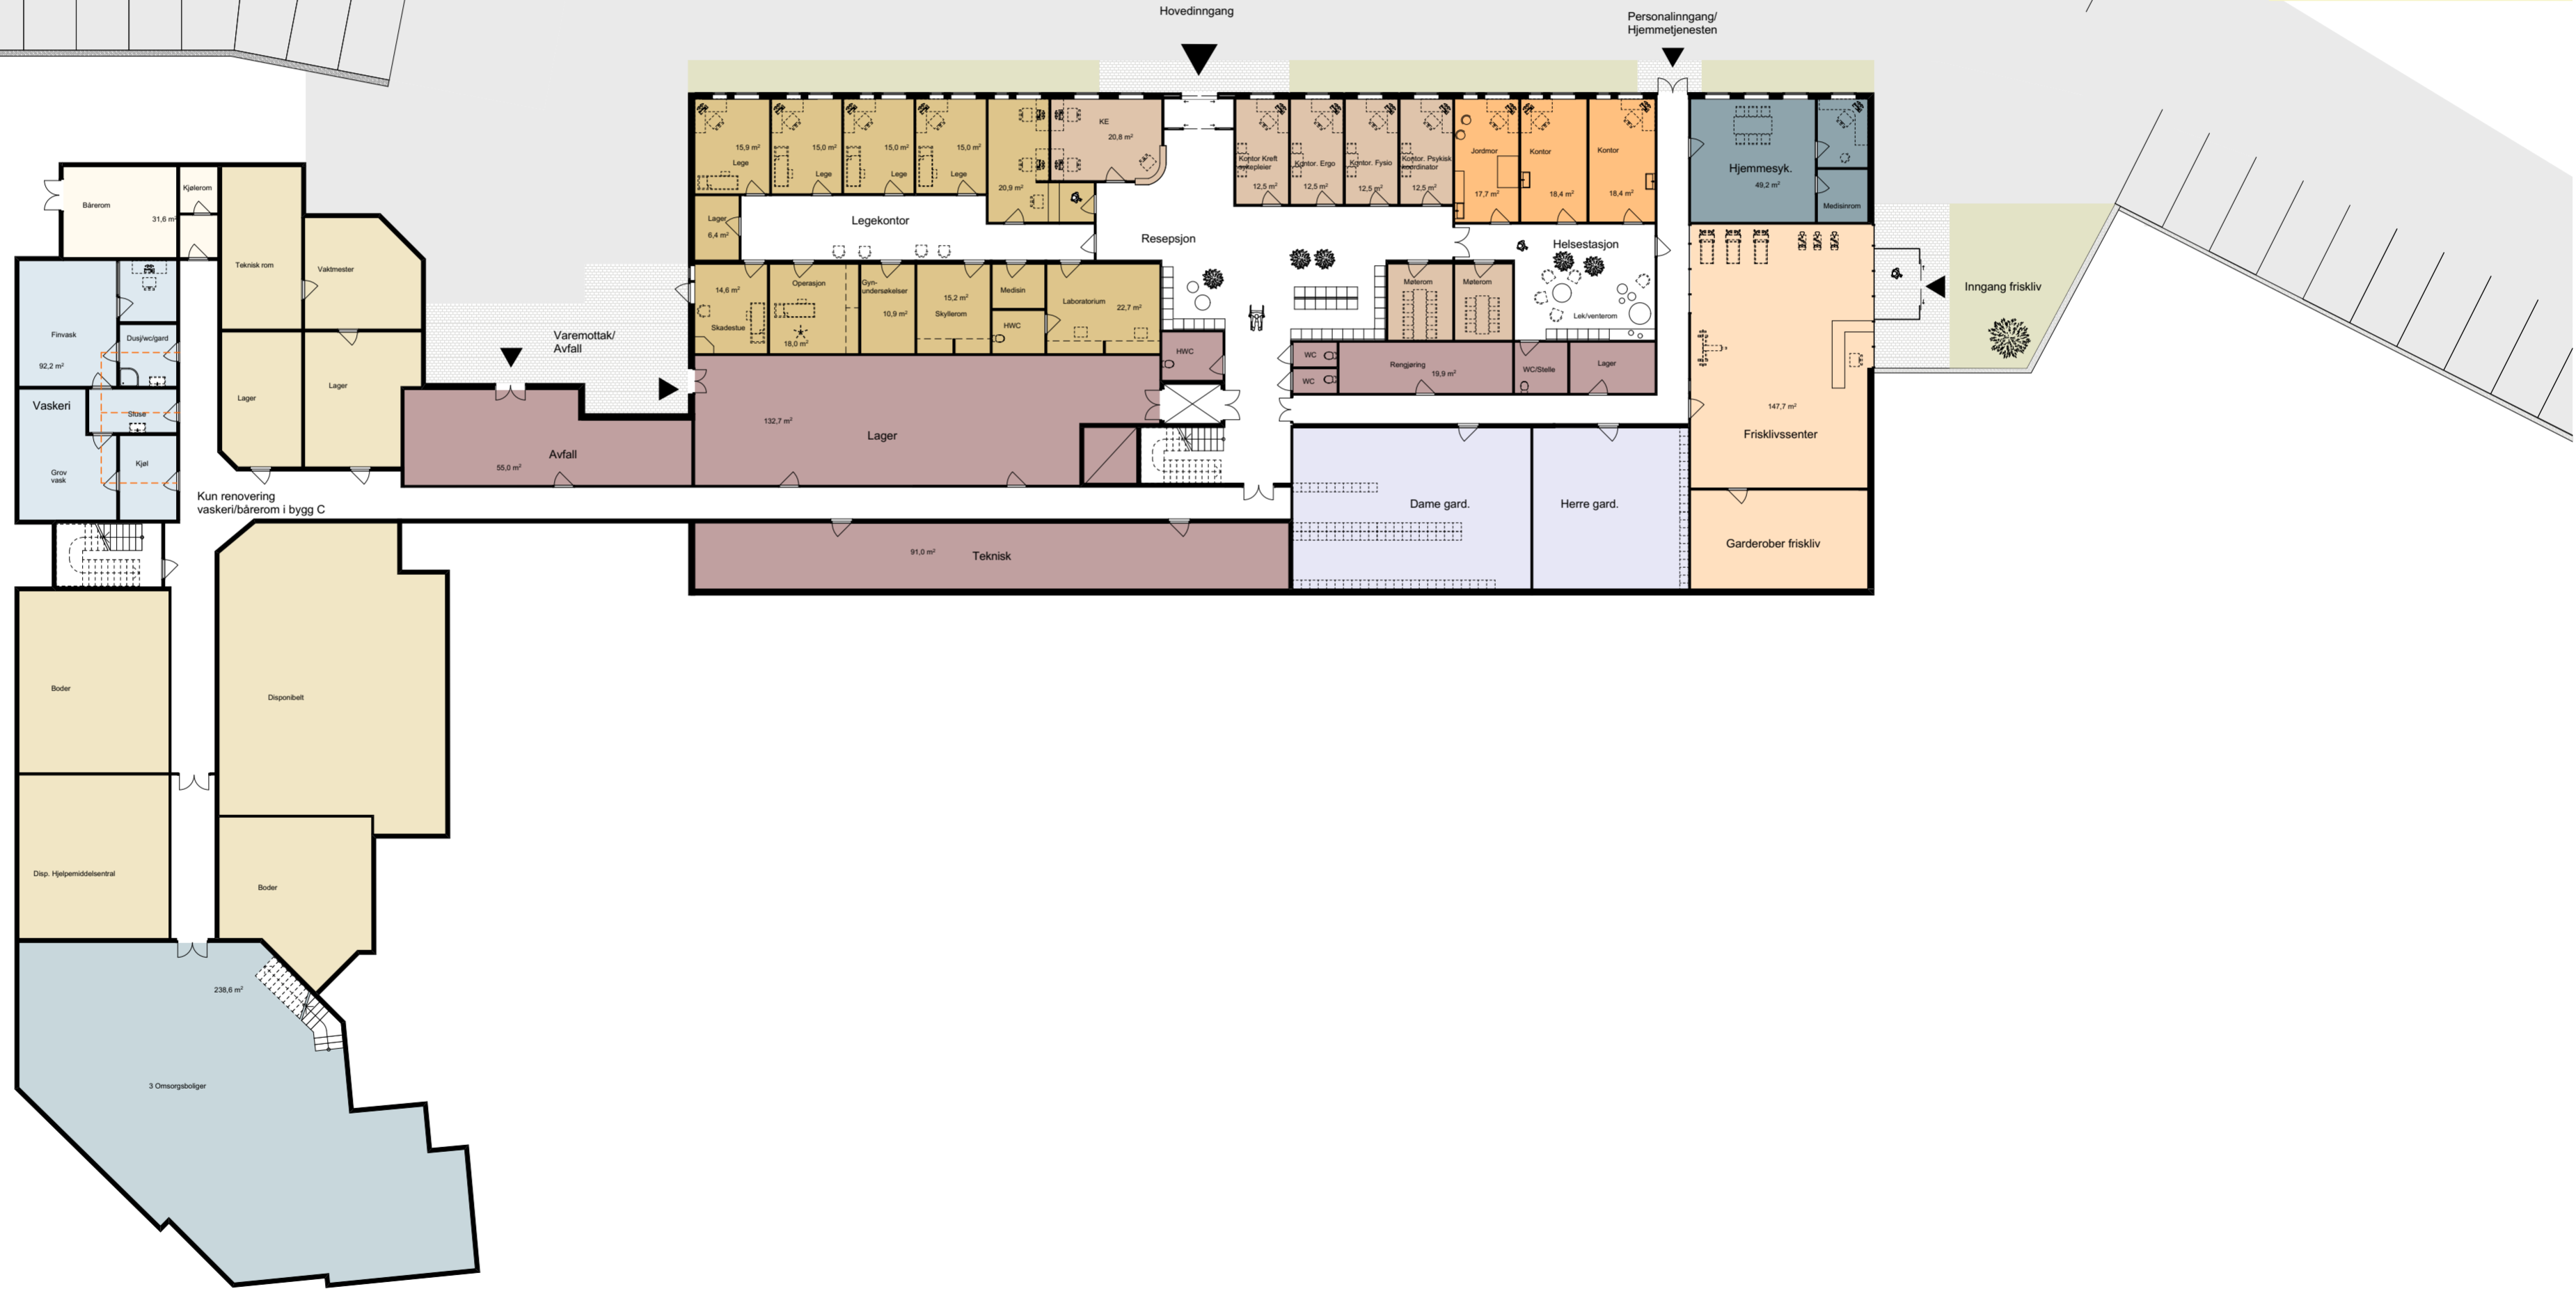 Hovedinngang
Personalinngang/
Hjemmetjenesten
KE
20,8 m²
15,9 m²
Lege
15,0 m²
Lege
15,0 m²
Lege
15,0 m²
Lege
20,9 m²
Kontor Kreft
sykepleier
12,5 m²
Kontor. Ergo
12,5 m²
Kontor. Fysio
12,5 m²
Kontor. Psykisk
koordinator
12,5 m²
Jordmor
17,7 m²
Kontor
18,4 m²
Kontor
18,4 m²
Hjemmesyk.
49,2 m²
Medisinrom
Kjølerom
Bårerom
31,6 m²
Lager
6,4 m²
Legekontor
Resepsjon
Helsestasjon
Teknisk rom
Vaktmester
14,6 m²
Skadestue
Operasjon
18,0 m²
Gyn-
undersøkelser
10,9 m²
15,2 m²
Skyllerom
Medisin
HWC
Laboratorium
22,7 m²
Møterom
Møterom
Lek/venterom
Inngang friskliv
Finvask
92,2 m²
Dusj/wc/gard
Varemottak/
Avfall
HWC
WC
WC
Rengjøring
19,9 m²
WC/Stelle
Lager
Lager
Lager
Vaskeri
Sluse
Grov
vask
Kjøl
132,7 m²
Lager
147,7 m²
Frisklivssenter
Avfall
55,0 m²
Kun renovering
vaskeri/bårerom i bygg C
Dame gard.
Herre gard.
91,0 m²
Teknisk
Garderober friskliv
Boder
Disponibelt
Disp. Hjelpemiddelsentral
Boder
238,6 m²
3 Omsorgsboliger